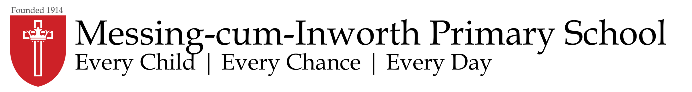 Founded 1914
Messing-cum-Inworth Primary School
Every Child | Every Chance | Every Day